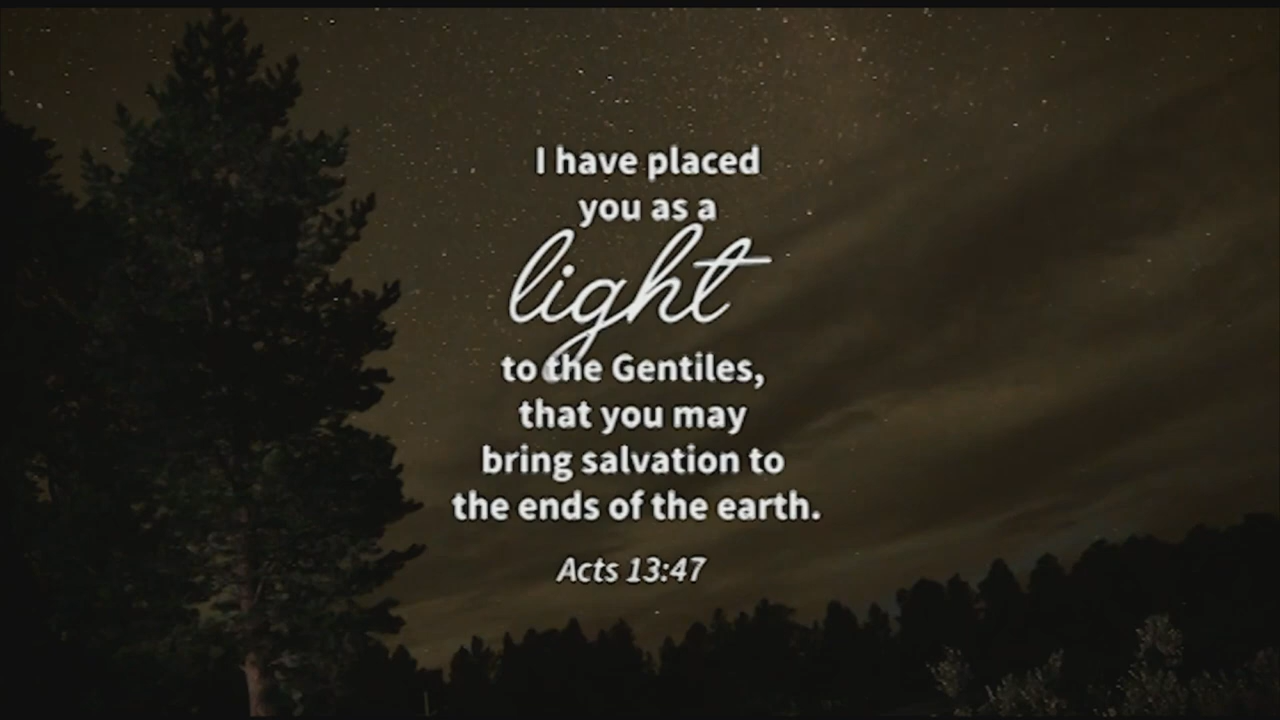 I have placed
you as a
light
to the Gentiles,
that you may
bring salvation to
the ends of the earth.
Acts 13:47